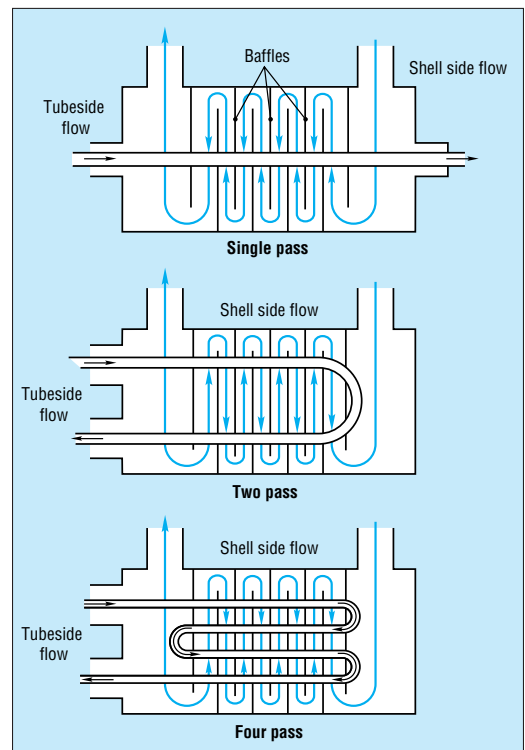 Baffles
Shell side flow
Tubeside
flow
Single pass
Shell side flow
Tubeside
flow
Two pass
Shell side flow
Tubeside
flow
Four pass